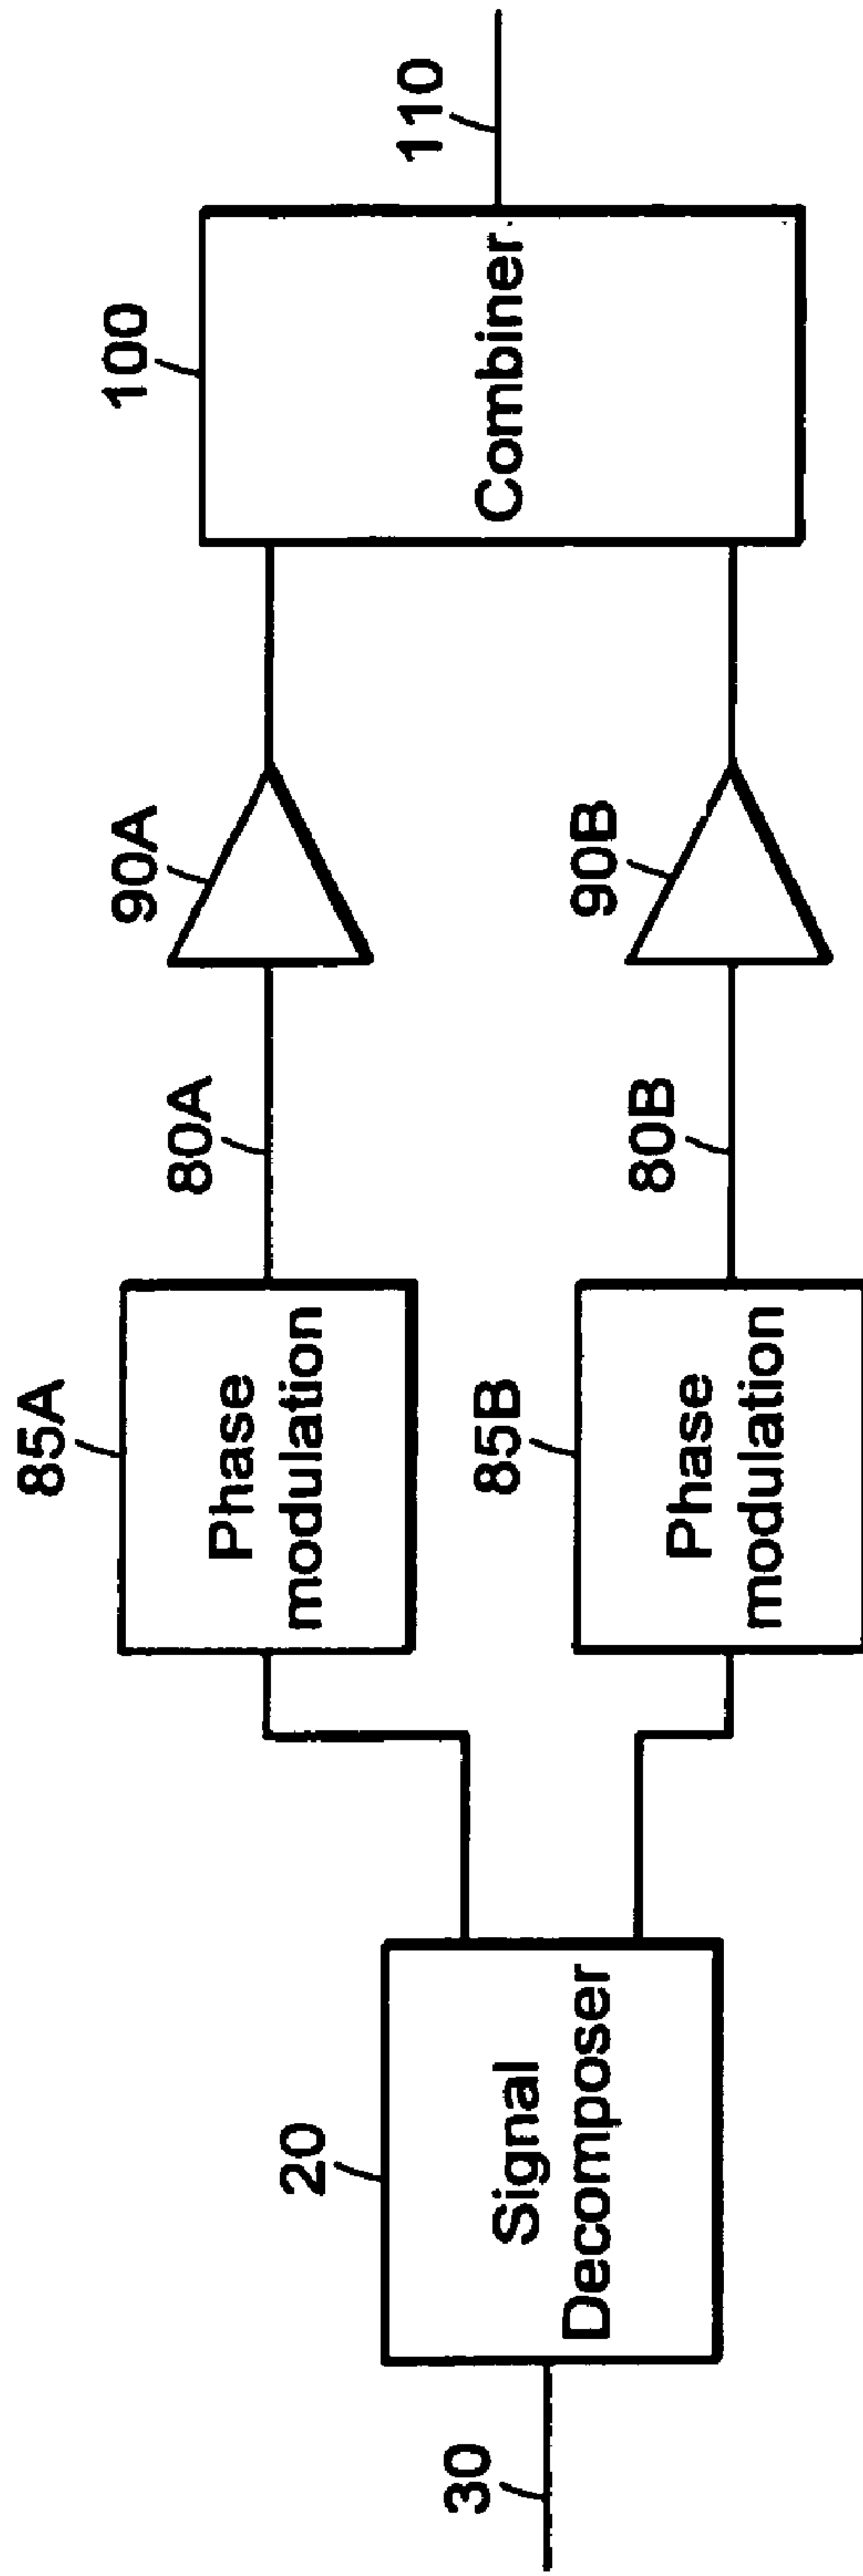 30
20
Signal
Decomposer
85A
Phase
modulation
85B
Phase
modulation
80A
80B
90A
90B
100
Combiner
110